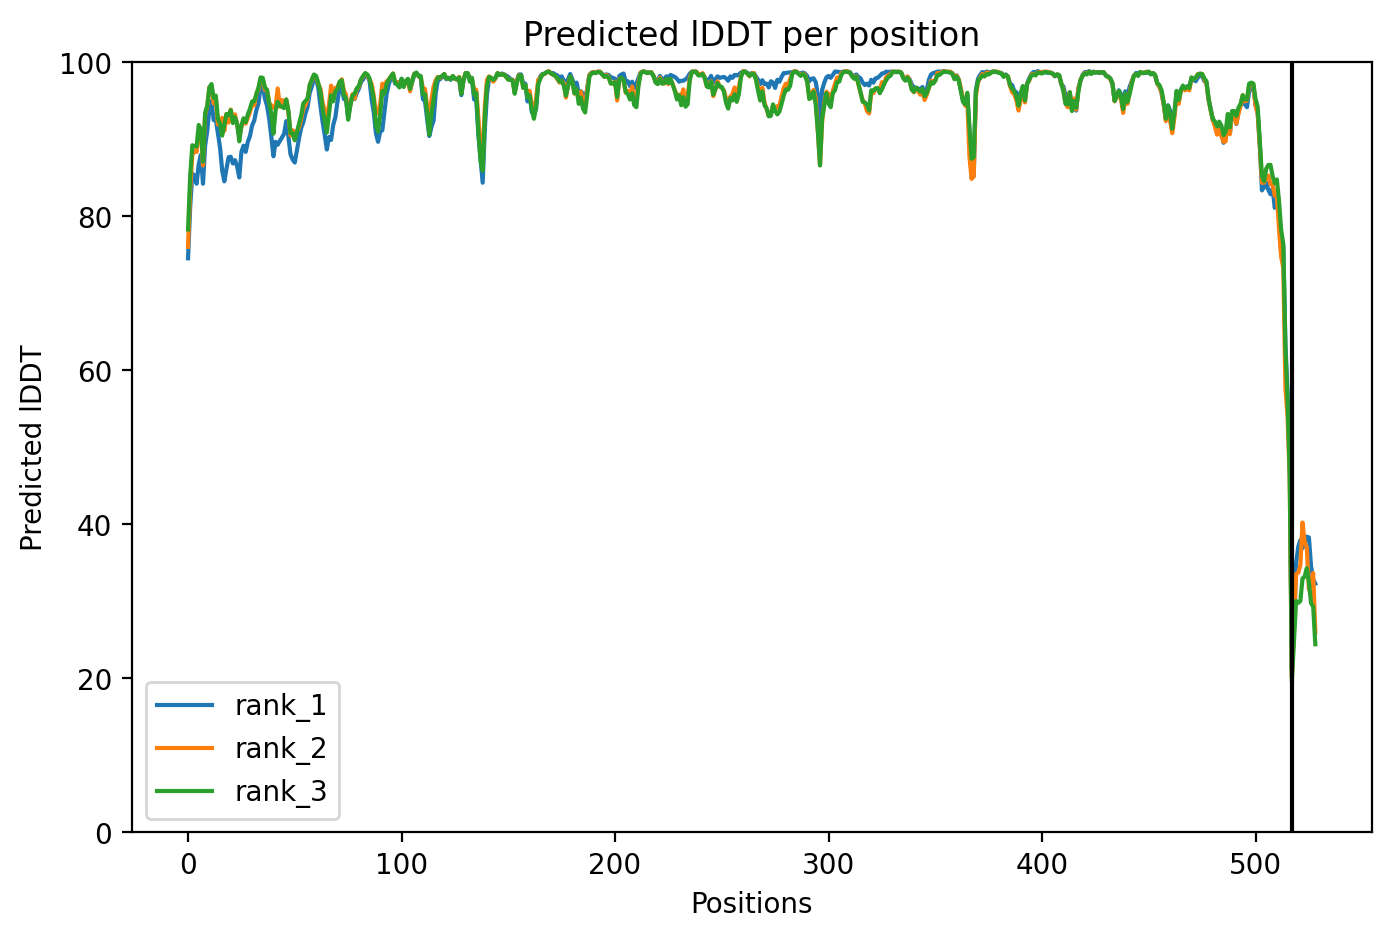 Predicted lDDT per position
100
80
60
40
20
0
Predicted lDDT
rank_1
rank_2
rank_3
0 100 200 300 400 500
Positions